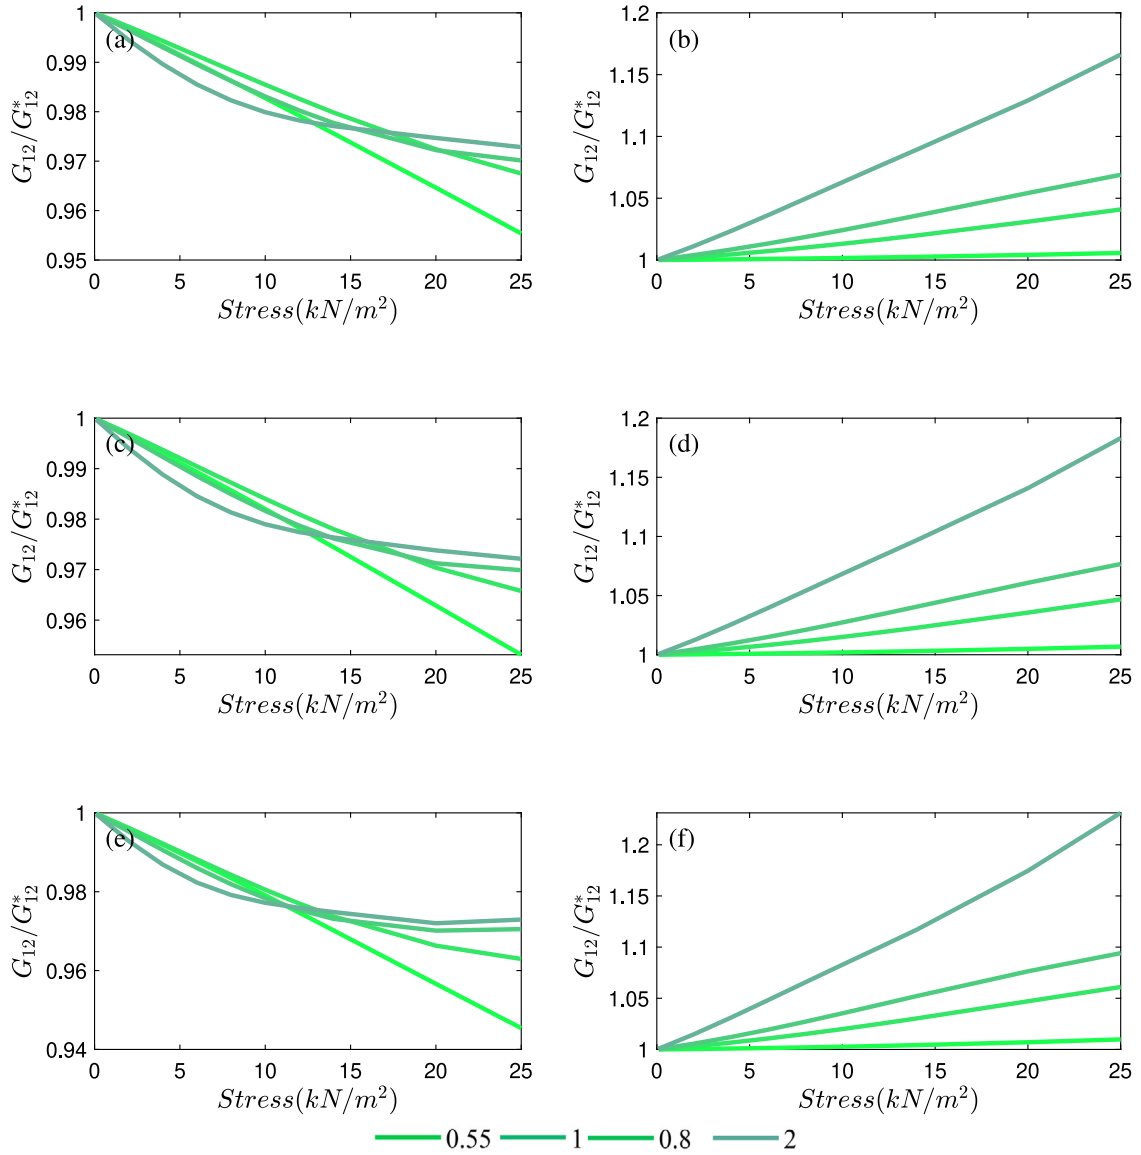 (a)
1
0.99
0.98
0.97
0.96
0.95
G₁₂/G*₁₂
0 5 10 15 20 25
Stress(kN/m²)
(b)
1.2
1.15
1.1
1.05
1
G₁₂/G*₁₂
0 5 10 15 20 25
Stress(kN/m²)
(c)
1
0.99
0.98
0.97
0.96
G₁₂/G*₁₂
0 5 10 15 20 25
Stress(kN/m²)
(d)
1.2
1.15
1.1
1.05
1
G₁₂/G*₁₂
0 5 10 15 20 25
Stress(kN/m²)
(e)
1
0.98
0.96
0.94
G₁₂/G*₁₂
0 5 10 15 20 25
Stress(kN/m²)
(f)
1.2
1.15
1.1
1.05
1
G₁₂/G*₁₂
0 5 10 15 20 25
Stress(kN/m²)
0.55 1 0.8 2